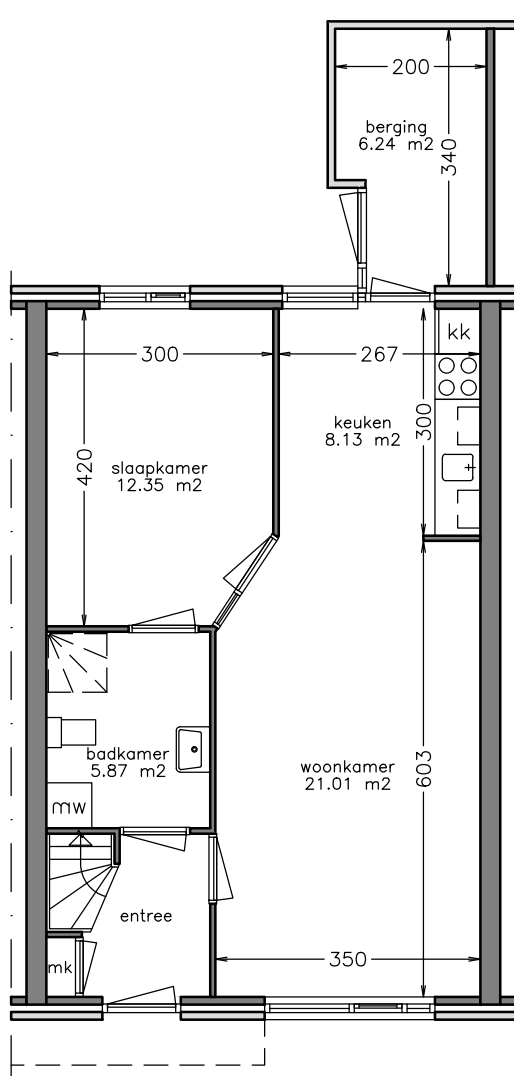 200
berging
6.24 m2
340
kk
300
267
keuken
8.13 m2
300
420
slaapkamer
12.35 m2
badkamer
5.87 m2
woonkamer
21.01 m2
603
mw
entree
mk
350